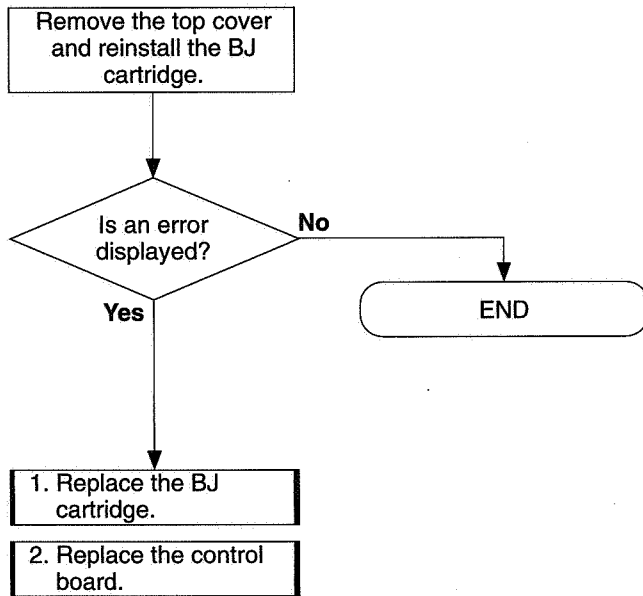 Remove the top cover
and reinstall the BJ
cartridge.
Is an error
displayed?
No
Yes
END
1. Replace the BJ
cartridge.
2. Replace the control
board.